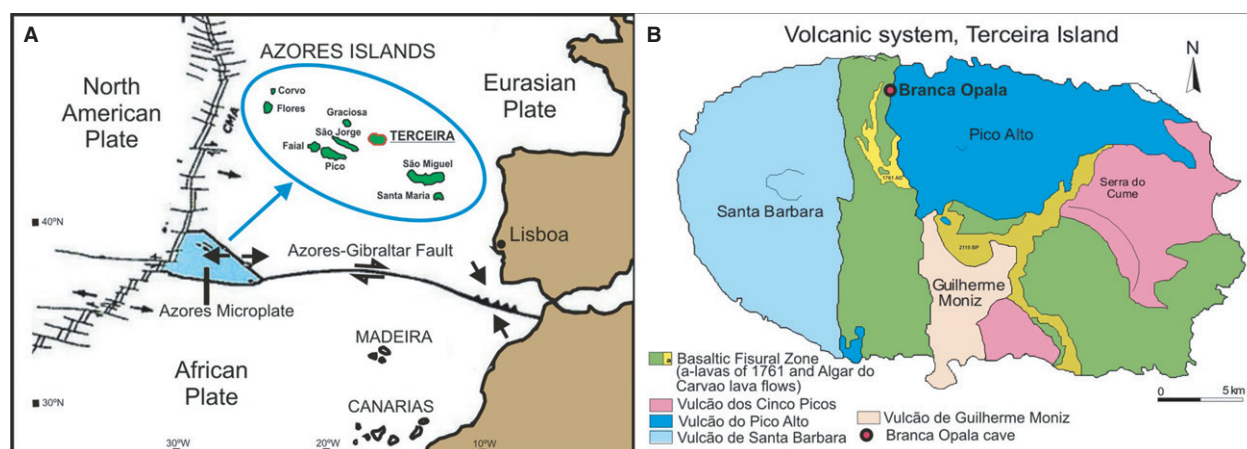 A
AZORES ISLANDS
North
American
Plate
Eurasian
Plate
CMA
Corvo
Flores
Graciosa
São Jorge
TERCEIRA
Faial
Pico
São Miguel
Santa Maria
40ºN
Lisboa
Azores-Gibraltar Fault
Azores Microplate
MADEIRA
African
Plate
CANARIAS
30ºN
30ºW
20ºW
10ºW
B
Volcanic system, Terceira Island
N
Branca Opala
Pico Alto
1761 AD
Serra do
Cume
Santa Barbara
2115 BP
Guilherme
Moniz
a
Basaltic Fisural Zone
(a-lavas of 1761 and Algar do
Carvao lava flows)
Vulcão dos Cinco Picos
Vulcão do Pico Alto
Vulcão de Santa Barbara
Vulcão de Guilherme Moniz
Branca Opala cave
0
5 km